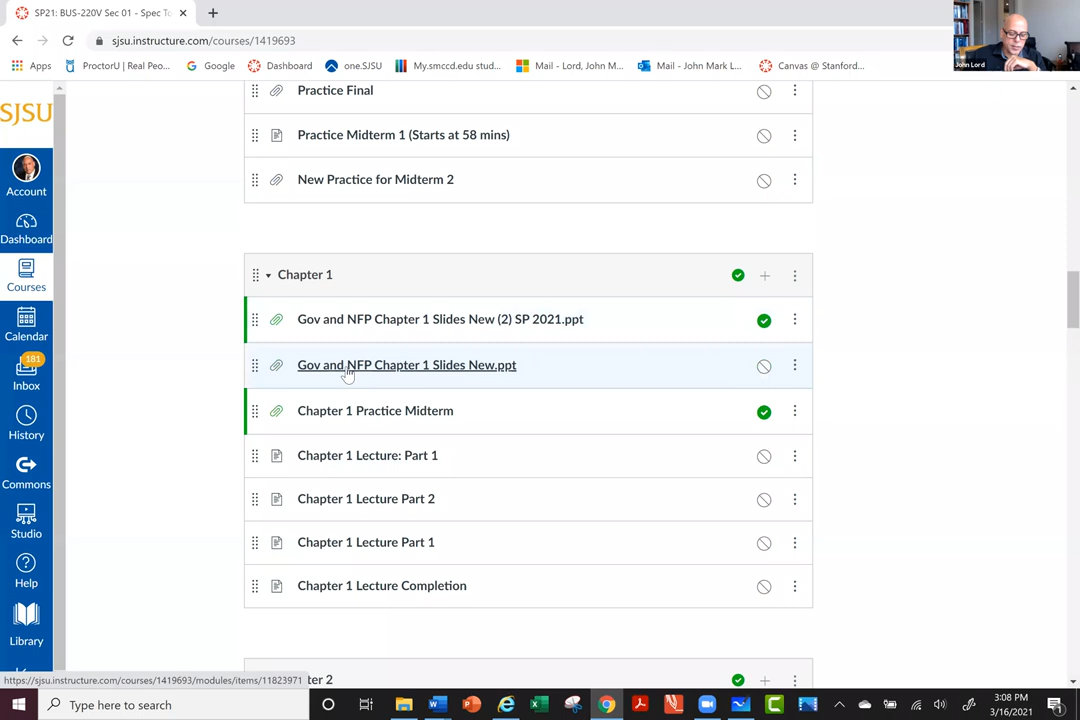 SP21: BUS-220V Sec 01 - Spec To
sjsu.instructure.com/courses/1419693
Apps
ProctorU | Real Peo...
Google
Dashboard
one.SJSU
My.smccd.edu stud...
Mail - Lord, John M...
Mail - John Mark L...
Canvas @ Stanford...
John Lord
SJSU
Account
Dashboard
Courses
Calendar
181
Inbox
History
Commons
Studio
Help
Library
Practice Final
Practice Midterm 1 (Starts at 58 mins)
New Practice for Midterm 2
Chapter 1
Gov and NFP Chapter 1 Slides New (2) SP 2021.ppt
Gov and NFP Chapter 1 Slides New.ppt
Chapter 1 Practice Midterm
Chapter 1 Lecture: Part 1
Chapter 1 Lecture Part 2
Chapter 1 Lecture Part 1
Chapter 1 Lecture Completion
ter 2
https://sjsu.instructure.com/courses/1419693/modules/items/11823971
Type here to search
3:08 PM
3/16/2021
1